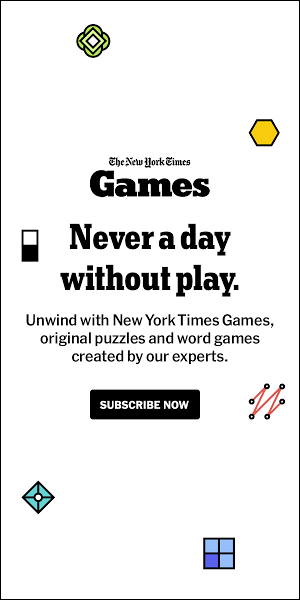 The New York Times
Games
Never a day
without play.
Unwind with New York Times Games,
original puzzles and word games
created by our experts.
SUBSCRIBE NOW